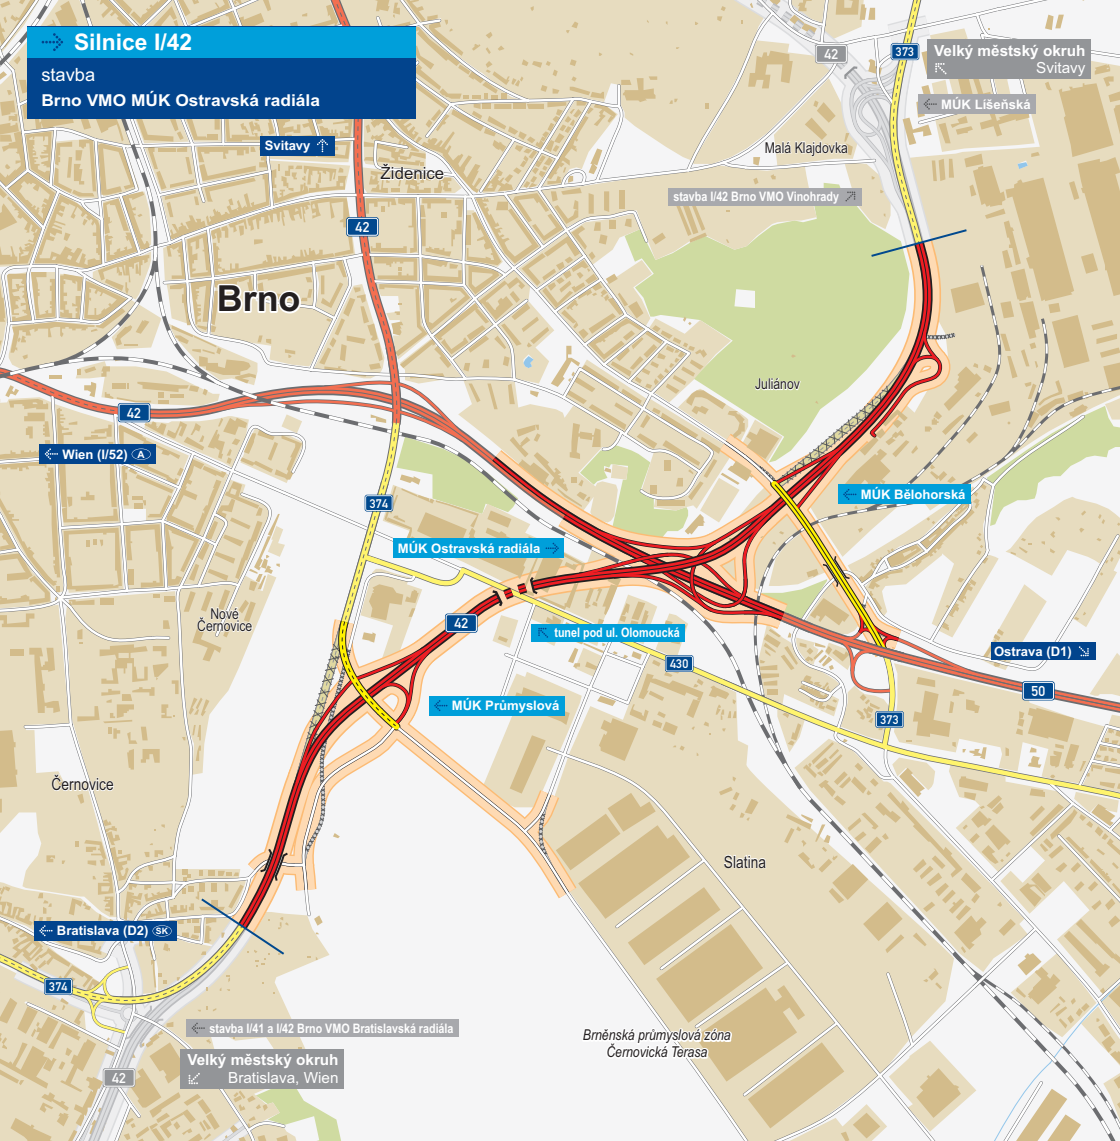 Silnice I/42
stavba
Brno VMO MÚK Ostravská radiála
42
373
Velký městský okruh
Svitavy
MÚK Líšeňská
Svitavy
Židenice
Malá Klajdovka
stavba I/42 Brno VMO Vinohrady
42
Brno
Juliánov
42
Wien (I/52) A
374
MÚK Bělohorská
MÚK Ostravská radiála
Nové
Černovice
42
tunel pod ul. Olomoucká
430
Ostrava (D1)
50
MÚK Průmyslová
373
Černovice
Slatina
Bratislava (D2) SK
374
stavba I/41 a I/42 Brno VMO Bratislavská radiála
Brněnská průmyslová zóna
Černovická Terasa
Velký městský okruh
Bratislava, Wien
42